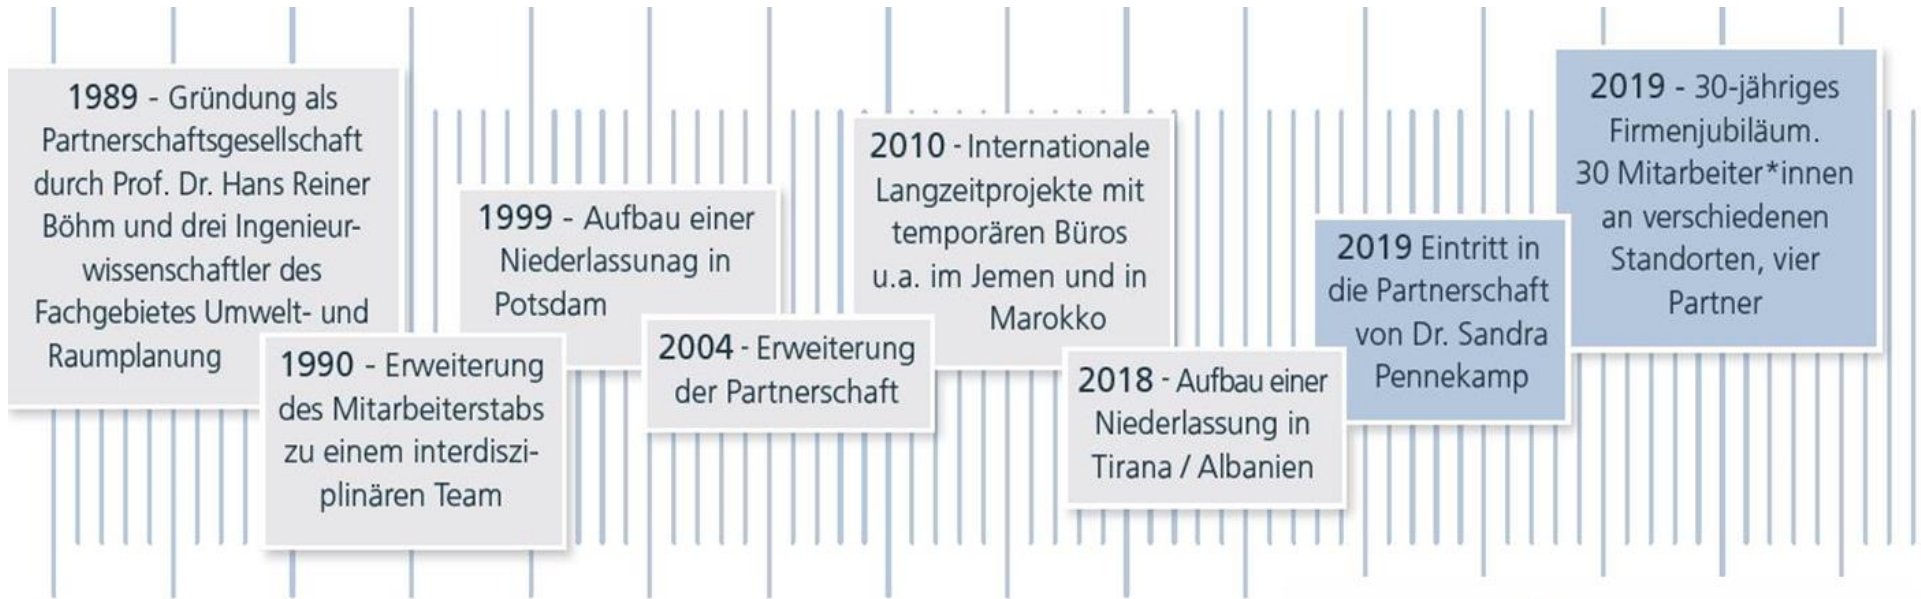 1989 - Gründung als
Partnerschaftsgesellschaft
durch Prof. Dr. Hans Reiner
Böhm und drei Ingenieur-
wissenschaftler des
Fachgebietes Umwelt- und
Raumplanung
1990 - Erweiterung
des Mitarbeiterstabs
zu einem interdiszi-
plinären Team
1999 - Aufbau einer
Niederlassunag in
Potsdam
2004 - Erweiterung
der Partnerschaft
2010 - Internationale
Langzeitprojekte mit
temporären Büros
u.a. im Jemen und in
Marokko
2018 - Aufbau einer
Niederlassung in
Tirana / Albanien
2019 Eintritt in
die Partnerschaft
von Dr. Sandra
Pennekamp
2019 - 30-jähriges
Firmenjubiläum.
30 Mitarbeiter*innen
an verschiedenen
Standorten, vier
Partner